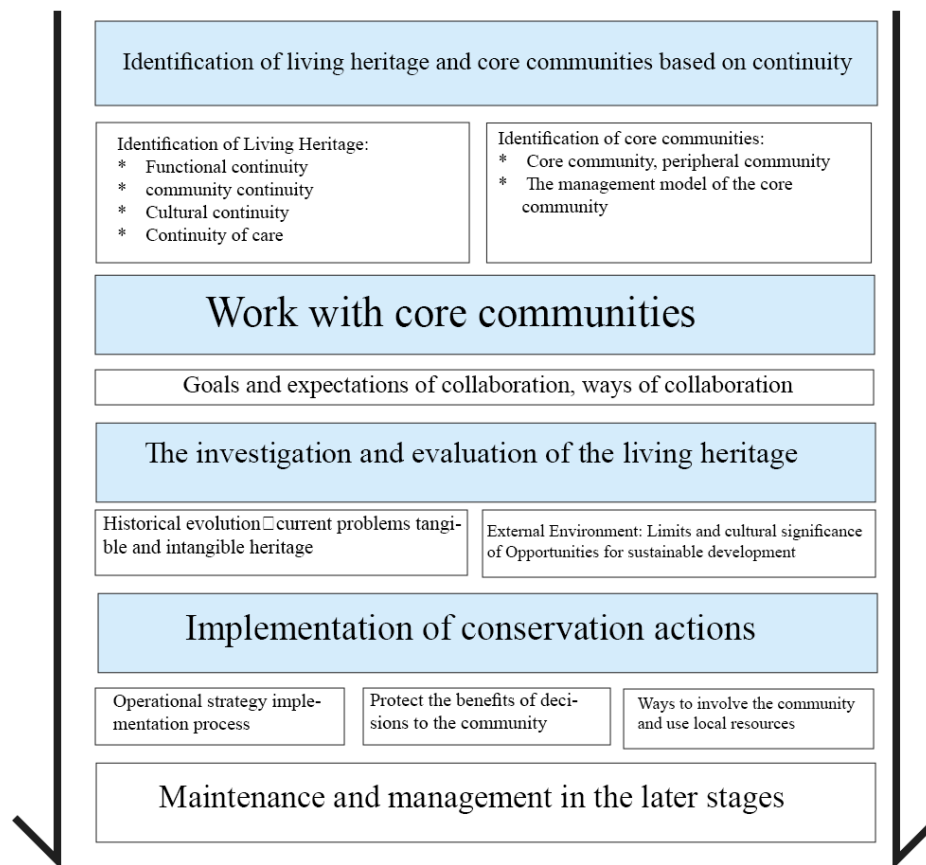 Identification of living heritage and core communities based on continuity
Identification of Living Heritage:
* Functional continuity
* community continuity
* Cultural continuity
* Continuity of care
Identification of core communities:
* Core community, peripheral community
* The management model of the core
community
Work with core communities
Goals and expectations of collaboration, ways of collaboration
The investigation and evaluation of the living heritage
Historical evolution□current problems tangi-
ble and intangible heritage
External Environment: Limits and cultural significance
of Opportunities for sustainable development
Implementation of conservation actions
Operational strategy imple-
mentation process
Protect the benefits of deci-
sions to the community
Ways to involve the community
and use local resources
Maintenance and management in the later stages